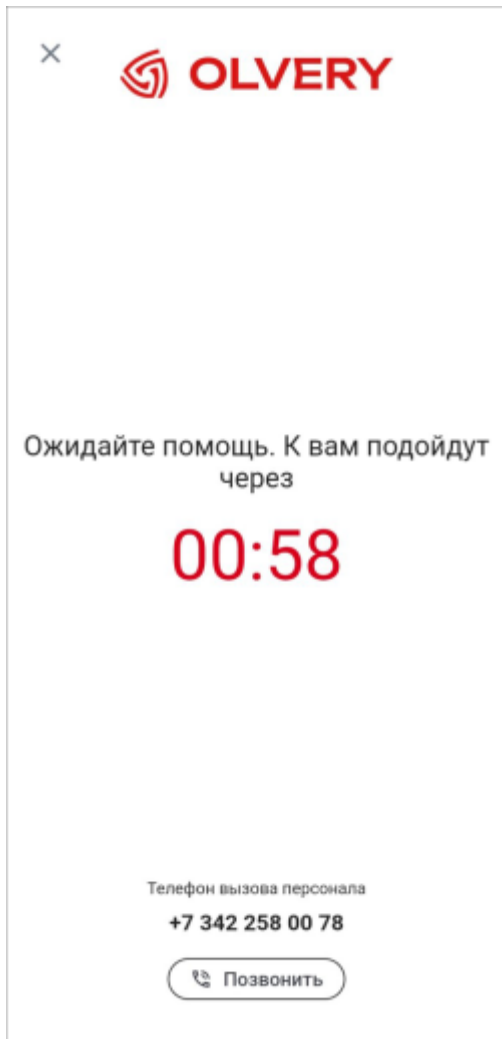 OLVERY
Ожидайте помощь. К вам подойдут
через
00:58
Телефон вызова персонала
+7 342 258 00 78
Позвонить